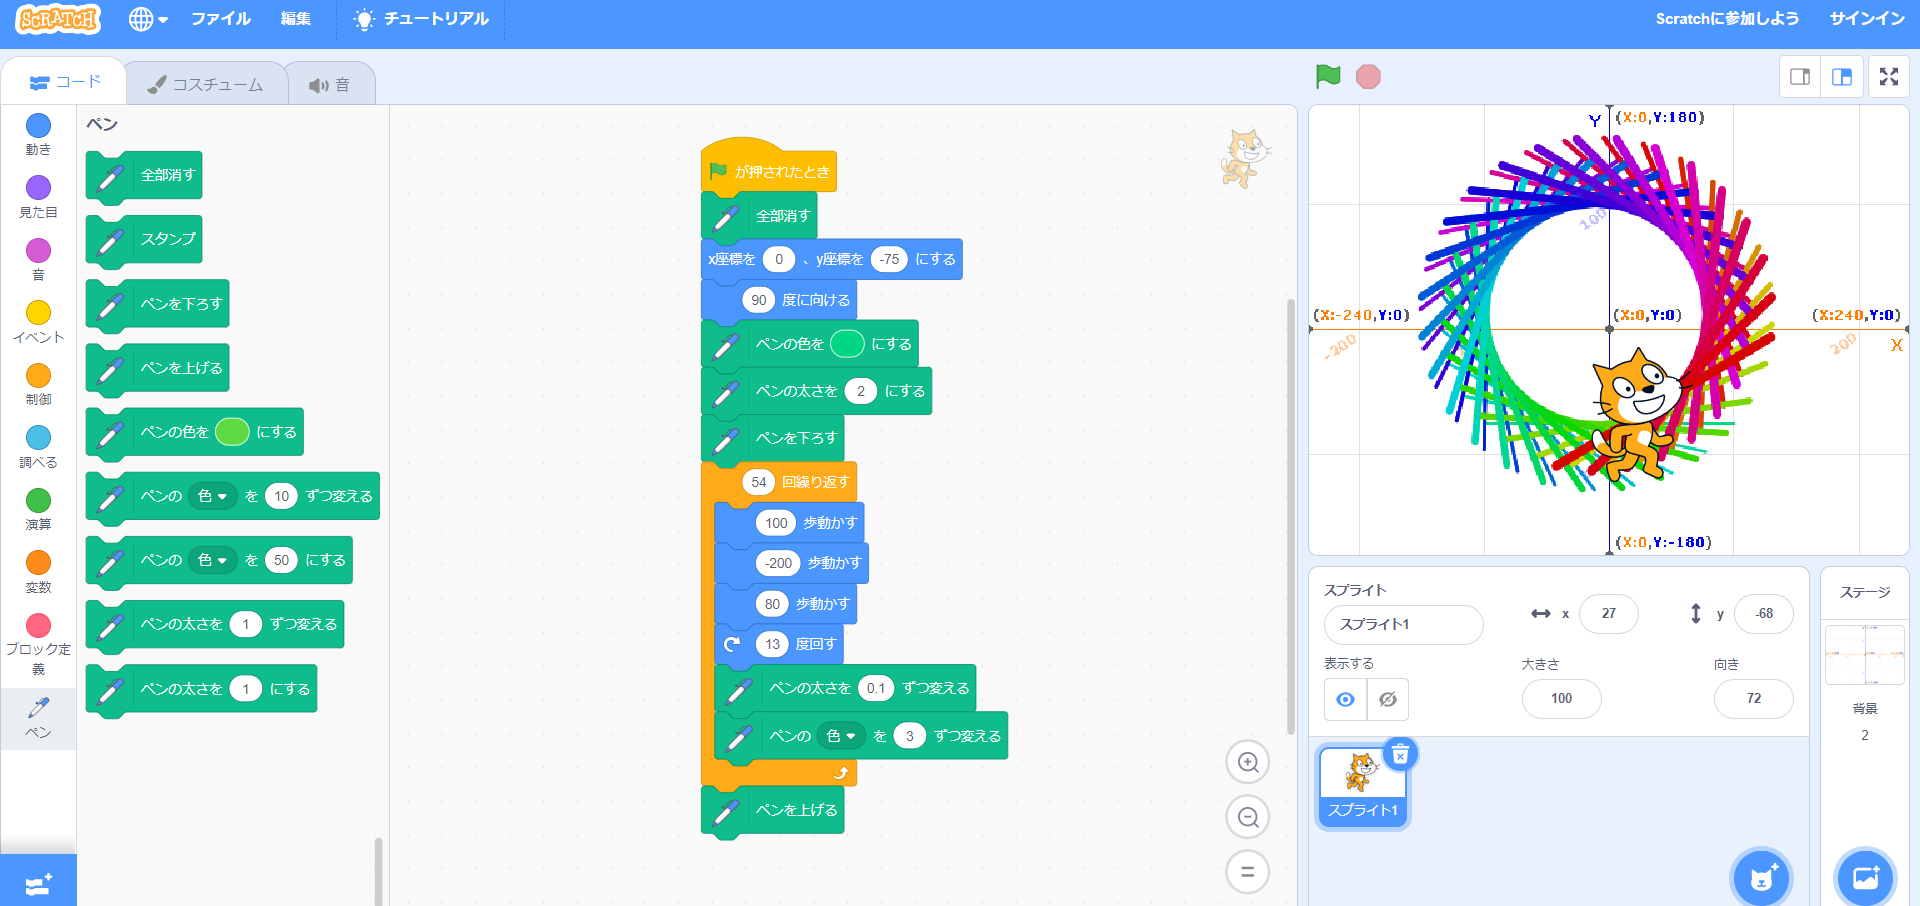 SCRATCH
ファイル
編集
チュートリアル
Scratchに参加しよう
サインイン
コード
コスチューム
音
動き
見た目
音
イベント
制御
調べる
演算
変数
ブロック定
義
ペン
ペン
全部消す
スタンプ
ペンを下ろす
ペンを上げる
ペンの色を にする
ペンの 色 を 10 ずつ変える
ペンの 色 を 50 にする
ペンの太さを 1 ずつ変える
ペンの太さを 1 にする
が押されたとき
全部消す
x座標を 0 、y座標を -75 にする
90 度に向ける
ペンの色を にする
ペンの太さを 2 にする
ペンを下ろす
54 回繰り返す
100 歩動かす
-200 歩動かす
80 歩動かす
13 度回す
ペンの太さを 0.1 ずつ変える
ペンの 色 を 3 ずつ変える
ペンを上げる
Y (X:0,Y:180)
100
(X:-240,Y:0) (X:0,Y:0) (X:240,Y:0)
-200 200 X
(X:0,Y:-180)
スプライト
スプライト1 x 27 y -68
表示する 大きさ 向き
100 72
スプライト1
ステージ
背景
2